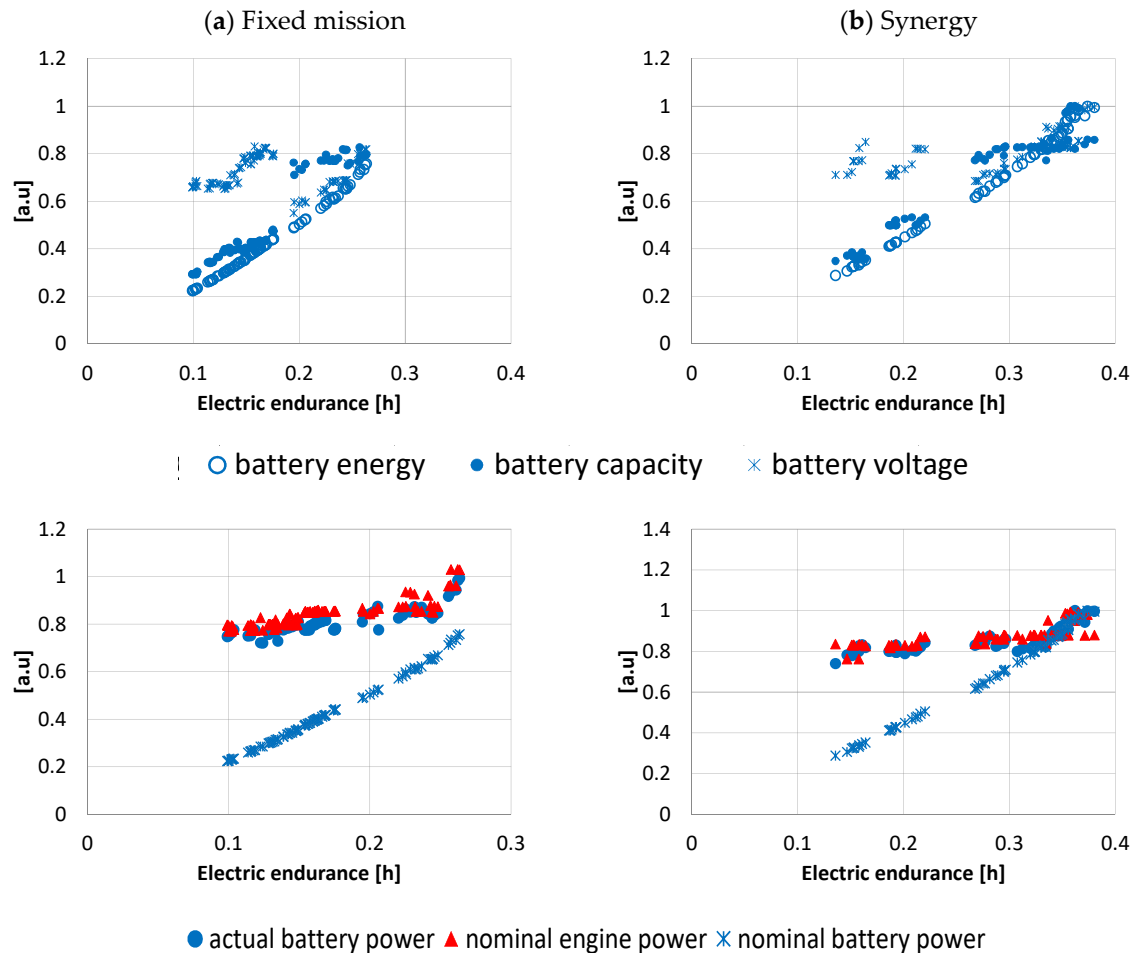 (a) Fixed mission
(b) Synergy
1.2
1
0.8
0.6
0.4
0.2
0
[a.u]
0 0.1 0.2 0.3 0.4
Electric endurance [h]
1.2
1
0.8
0.6
0.4
0.2
0
[a.u]
0 0.1 0.2 0.3 0.4
Electric endurance [h]
battery energy battery capacity battery voltage
1.2
1
0.8
0.6
0.4
0.2
0
[a.u]
0 0.1 0.2 0.3
Electric endurance [h]
1.4
1.2
1
0.8
0.6
0.4
0.2
0
[a.u]
0 0.1 0.2 0.3 0.4
Electric endurance [h]
actual battery power nominal engine power nominal battery power